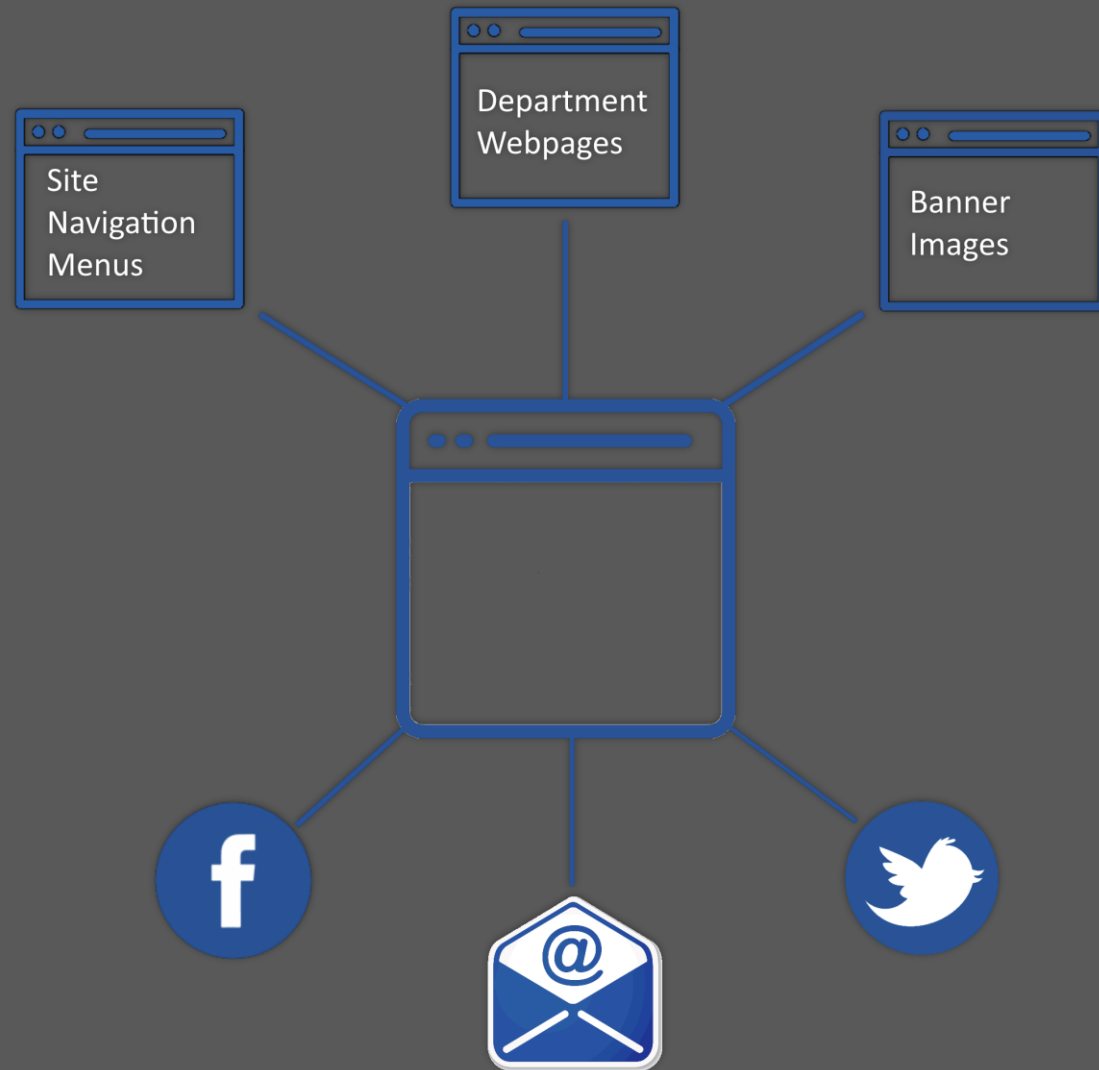 Department
Webpages
Site
Navigation
Menus
Banner
Images
f
@